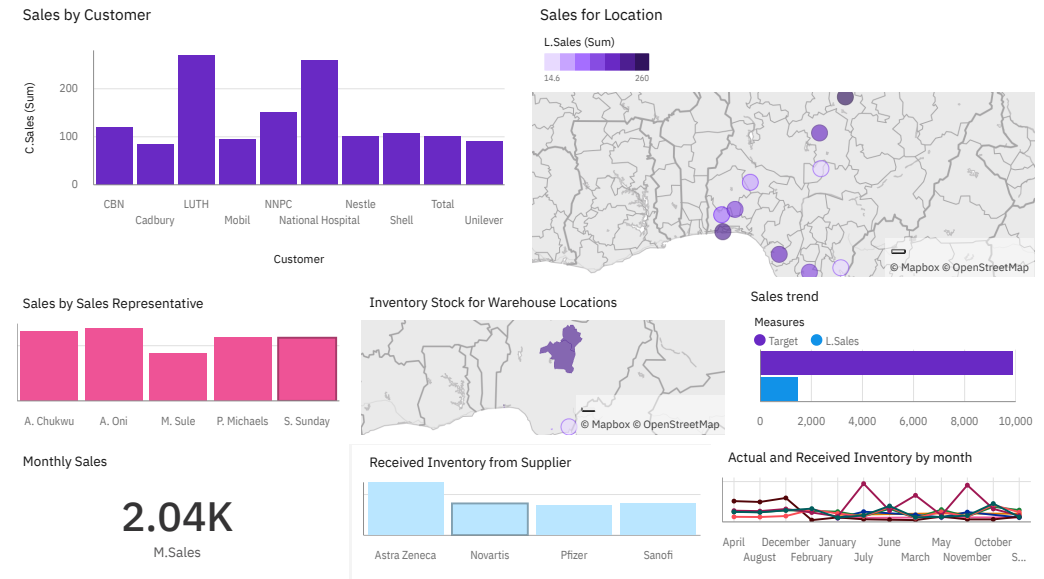 Sales by Customer
C.Sales (Sum)
200
100
0
CBN
Cadbury
LUTH
Mobil
NNPC
National Hospital
Nestle
Shell
Total
Unilever
Customer
Sales for Location
L.Sales (Sum)
14.6 260
© Mapbox © OpenStreetMap
Sales by Sales Representative
A. Chukwu A. Oni M. Sule P. Michaels S. Sunday
Inventory Stock for Warehouse Locations
© Mapbox © OpenStreetMap
Sales trend
Measures
Target L.Sales
0 2,000 4,000 6,000 8,000 10,000
Monthly Sales
2.04K
M.Sales
Received Inventory from Supplier
Astra Zeneca Novartis Pfizer Sanofi
Actual and Received Inventory by month
April December January June May October
August February July March November S...